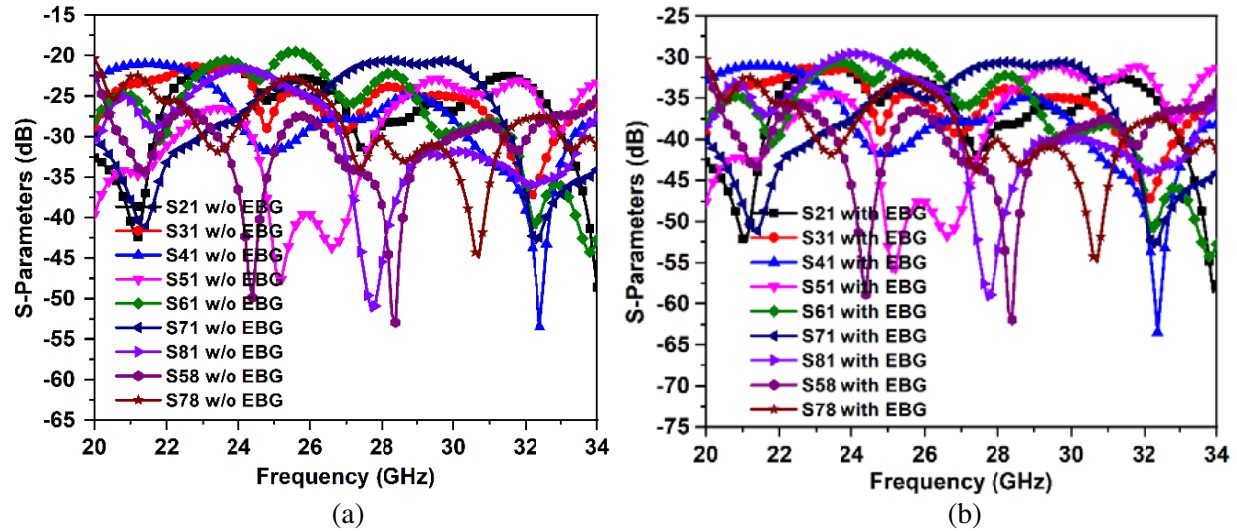 -15
-20
-25
-30
-35
-40
-45
-50
-55
-60
-65
S-Parameters (dB)
S21 w/o EBG
S31 w/o EBG
S41 w/o EBG
S51 w/o EBG
S61 w/o EBG
S71 w/o EBG
S81 w/o EBG
S58 w/o EBG
S78 w/o EBG
20 22 24 26 28 30 32 34
Frequency (GHz)
(a)
-25
-30
-35
-40
-45
-50
-55
-60
-65
-70
-75
S-Parameters (dB)
S21 with EBG
S31 with EBG
S41 with EBG
S51 with EBG
S61 with EBG
S71 with EBG
S81 with EBG
S58 with EBG
S78 with EBG
20 22 24 26 28 30 32 34
Frequency (GHz)
(b)